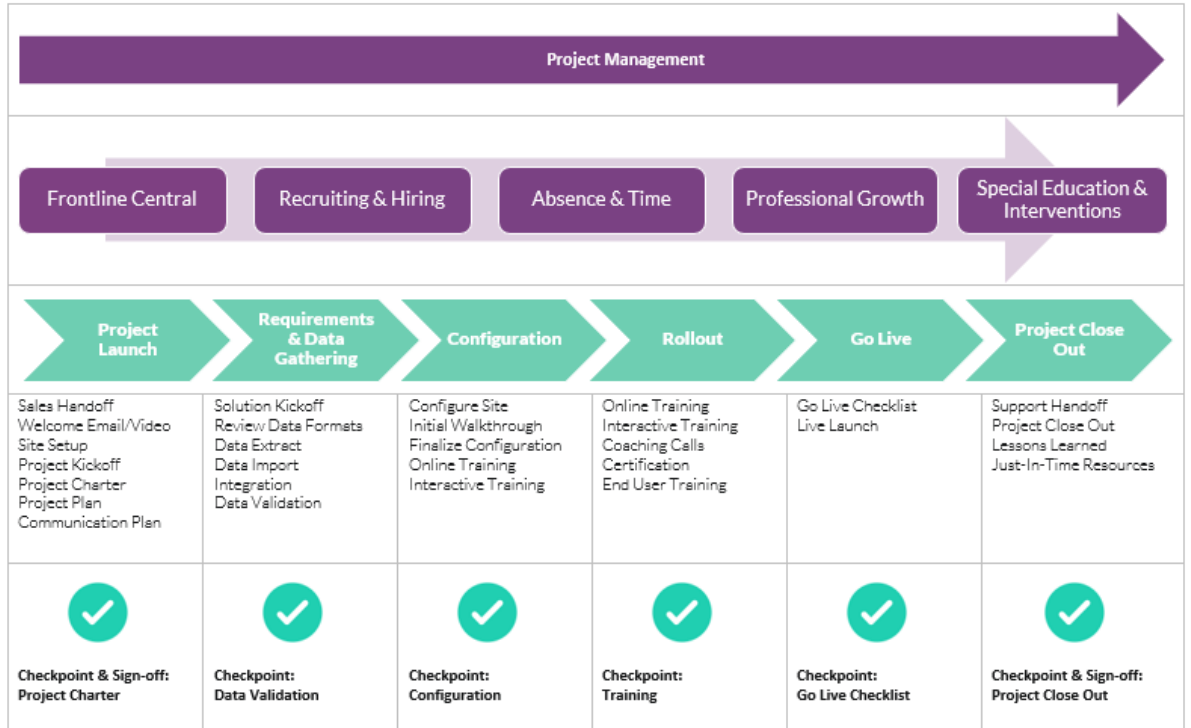 Project Management
Frontline Central
Recruiting & Hiring
Absence & Time
Professional Growth
Special Education &
Interventions
Project
Launch
Requirements
& Data
Gathering
Configuration
Rollout
Go Live
Project Close
Out
Sales Handoff
Welcome Email/Video
Site Setup
Project Kickoff
Project Charter
Project Plan
Communication Plan
Solution Kickoff
Review Data Formats
Data Extract
Data Import
Integration
Data Validation
Configure Site
Initial Walkthrough
Finalize Configuration
Online Training
Interactive Training
Online Training
Interactive Training
Coaching Calls
Certification
End User Training
Go Live Checklist
Live Launch
Support Handoff
Project Close Out
Lessons Learned
Just-In-Time Resources
Checkpoint & Sign-off:
Project Charter
Checkpoint:
Data Validation
Checkpoint:
Configuration
Checkpoint:
Training
Checkpoint:
Go Live Checklist
Checkpoint & Sign-off:
Project Close Out